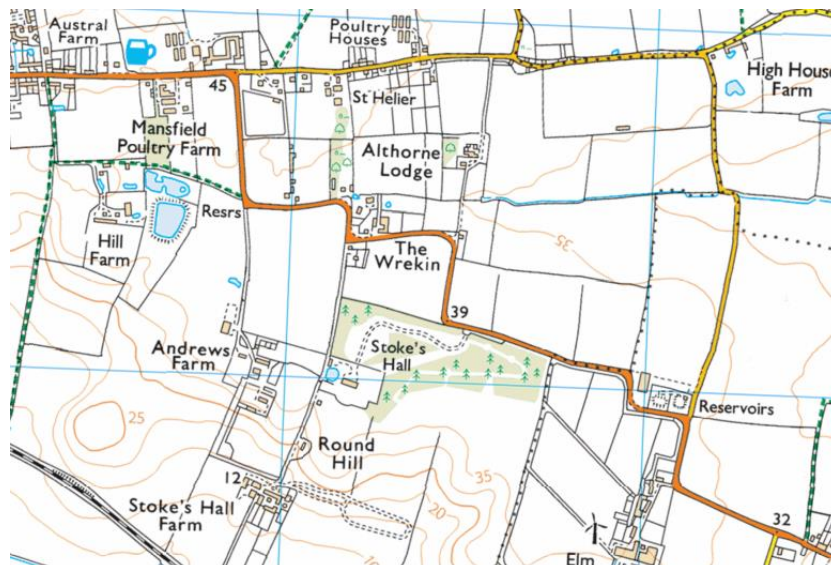 Austral
Farm
Poultry
Houses
High House
Farm
45
St Helier
Mansfield
Poultry Farm
Althorne
Lodge
Resrs
Hill
Farm
The
Wrekin
35
39
Andrews
Farm
Stoke's
Hall
25
Reservoirs
Round
Hill
35
12
20
Stoke's Hall
Farm
32
Elm